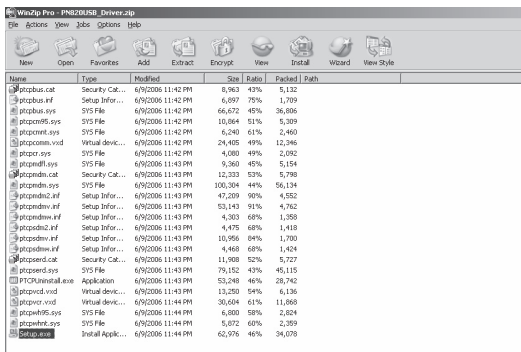 WinZip Pro - PN820USB_Driver.zip
File Actions View Jobs Options Help
New Open Favorites Add Extract Encrypt View Install Wizard View Style
Name Type Modified Size Ratio Packed Path
ptcpbus.cat Security Cat... 6/9/2006 11:42 PM 8,963 43% 5,132
ptcpbus.inf Setup Infor... 6/9/2006 11:42 PM 6,897 75% 1,709
ptcpbus.sys SYS File 6/9/2006 11:42 PM 66,672 45% 36,806
ptcpcm95.sys SYS File 6/9/2006 11:42 PM 10,864 51% 5,309
ptcpcmnt.sys SYS File 6/9/2006 11:42 PM 6,240 61% 2,460
ptcpcomm.vxd Virtual devic... 6/9/2006 11:42 PM 24,405 49% 12,346
ptcpcr.sys SYS File 6/9/2006 11:42 PM 4,080 49% 2,092
ptcpmdfl.sys SYS File 6/9/2006 11:42 PM 9,360 45% 5,154
ptcpmdm.cat Security Cat... 6/9/2006 11:43 PM 12,333 53% 5,798
ptcpmdm.sys SYS File 6/9/2006 11:43 PM 100,304 44% 56,134
ptcpmdm2.inf Setup Infor... 6/9/2006 11:43 PM 47,209 90% 4,552
ptcpmdmv.inf Setup Infor... 6/9/2006 11:43 PM 53,143 91% 4,762
ptcpmdmw.inf Setup Infor... 6/9/2006 11:43 PM 4,303 68% 1,358
ptcpsdm2.inf Setup Infor... 6/9/2006 11:43 PM 4,475 68% 1,418
ptcpsdmv.inf Setup Infor... 6/9/2006 11:43 PM 10,956 84% 1,700
ptcpsdmw.inf Setup Infor... 6/9/2006 11:43 PM 4,468 68% 1,424
ptcpserd.cat Security Cat... 6/9/2006 11:43 PM 11,908 52% 5,727
ptcpserd.sys SYS File 6/9/2006 11:43 PM 79,152 43% 45,115
PTCPUninstall.exe Application 6/9/2006 11:43 PM 53,248 46% 28,742
ptcpvcd.vxd Virtual devic... 6/9/2006 11:43 PM 13,250 54% 6,136
ptcpvcr.vxd Virtual devic... 6/9/2006 11:44 PM 30,604 61% 11,868
ptcpwh95.sys SYS File 6/9/2006 11:44 PM 6,800 58% 2,824
ptcpwhnt.sys SYS File 6/9/2006 11:44 PM 5,872 60% 2,359
Setup.exe Install Applic... 6/9/2006 11:44 PM 62,976 46% 34,078